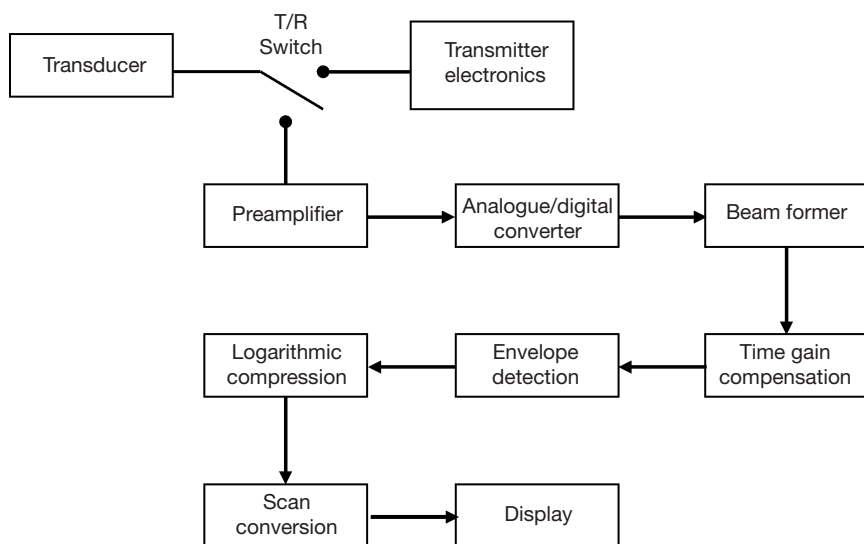 T/R
Switch
Transducer
Transmitter
electronics
Preamplifier
Analogue/digital
converter
Beam former
Logarithmic
compression
Envelope
detection
Time gain
compensation
Scan
conversion
Display